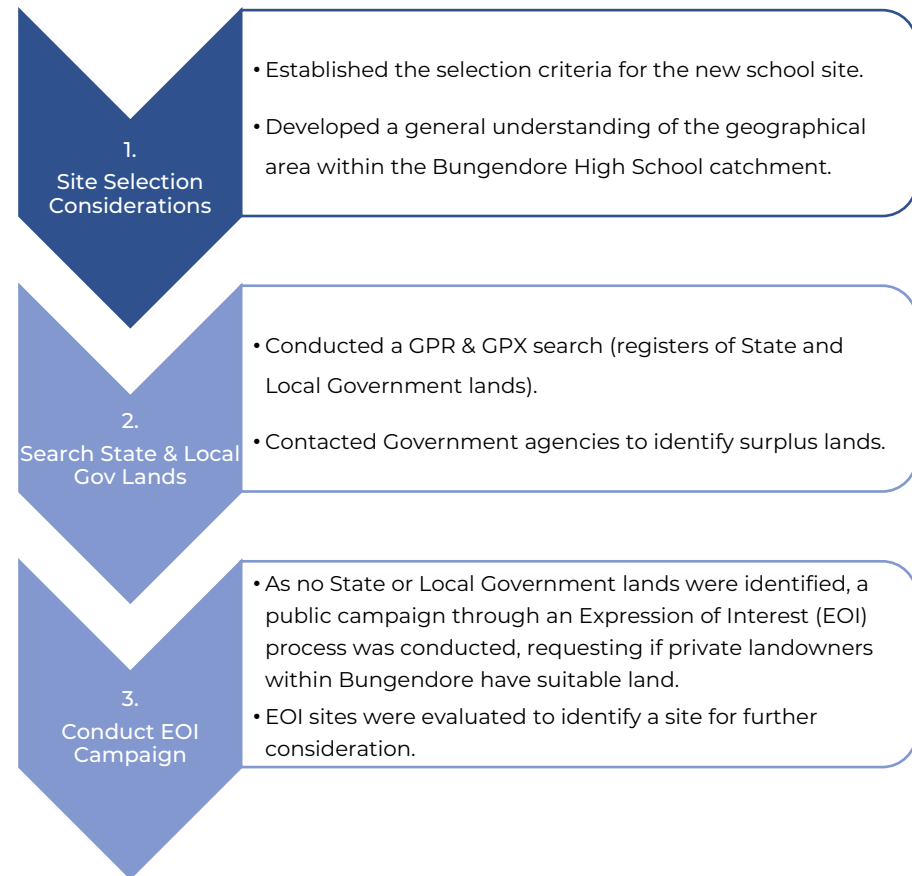 1.
Site Selection
Considerations
• Established the selection criteria for the new school site.
• Developed a general understanding of the geographical
area within the Bungendore High School catchment.
2.
Search State & Local
Gov Lands
• Conducted a GPR & GPX search (registers of State and
Local Government lands).
• Contacted Government agencies to identify surplus lands.
3.
Conduct EOI
Campaign
• As no State or Local Government lands were identified, a
public campaign through an Expression of Interest (EOI)
process was conducted, requesting if private landowners
within Bungendore have suitable land.
• EOI sites were evaluated to identify a site for further
consideration.